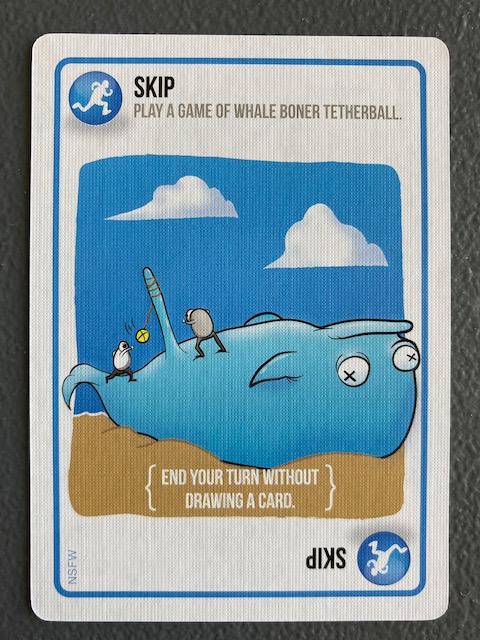 SKIP
PLAY A GAME OF WHALE BONER TETHERBALL.
{ END YOUR TURN WITHOUT
DRAWING A CARD. }
NSFW
SKIP